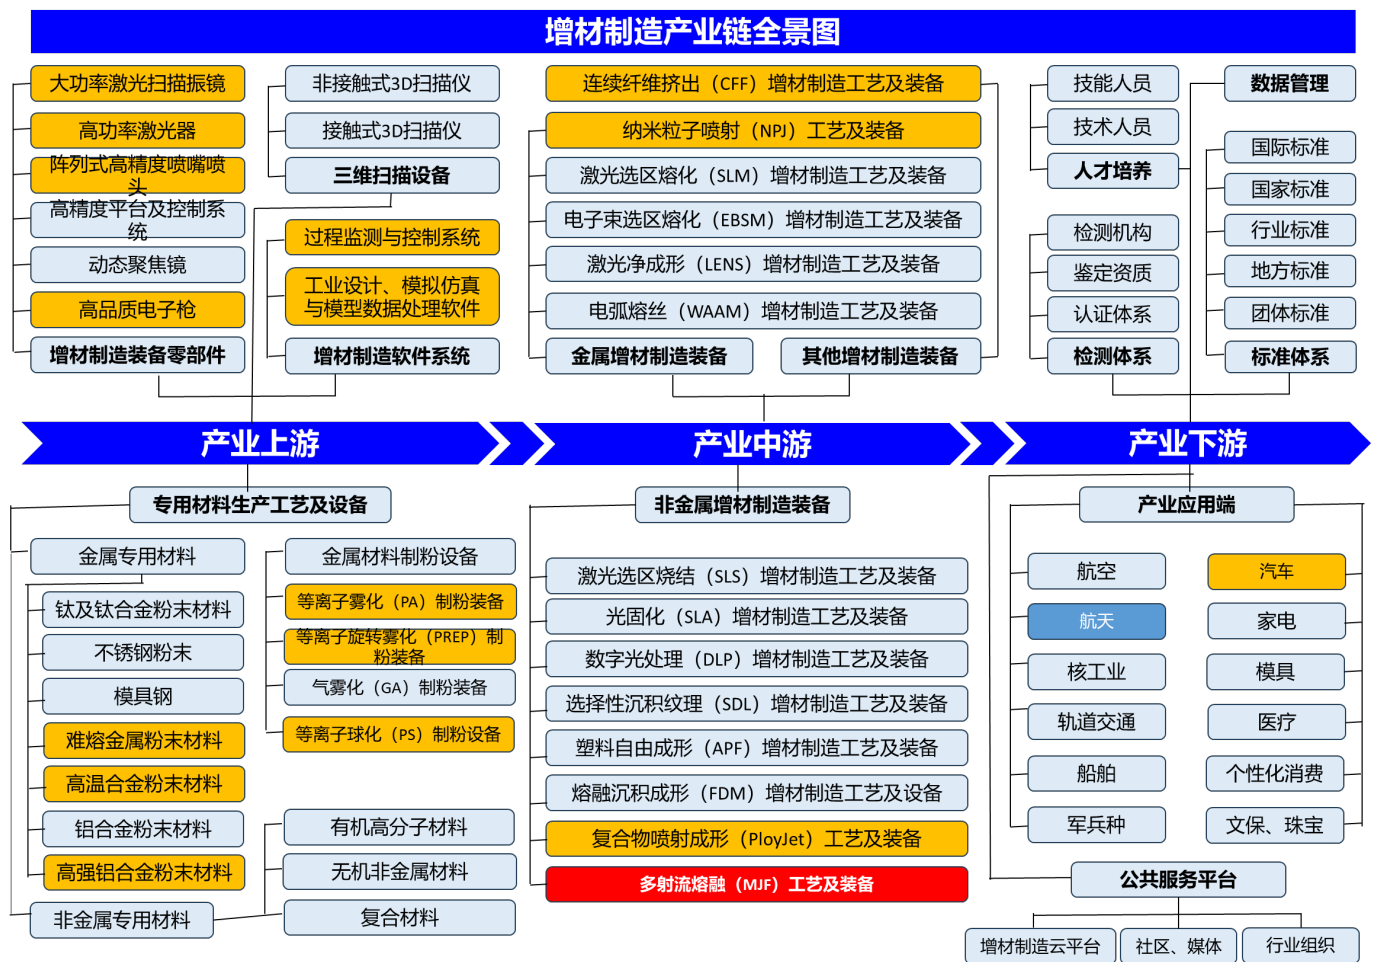 增材制造产业链全景图
大功率激光扫描振镜
高功率激光器
阵列式高精度喷嘴喷
头
高精度平台及控制系
统
动态聚焦镜
高品质电子枪
增材制造装备零部件
非接触式3D扫描仪
接触式3D扫描仪
三维扫描设备
过程监测与控制系统
工业设计、模拟仿真
与模型数据处理软件
增材制造软件系统
连续纤维挤出（CFF）增材制造工艺及装备
纳米粒子喷射（NPJ）工艺及装备
激光选区熔化（SLM）增材制造工艺及装备
电子束选区熔化（EBSM）增材制造工艺及装备
激光净成形（LENS）增材制造工艺及装备
电弧熔丝（WAAM）增材制造工艺及装备
金属增材制造装备
其他增材制造装备
技能人员
技术人员
人才培养
检测机构
鉴定资质
认证体系
检测体系
数据管理
国际标准
国家标准
行业标准
地方标准
团体标准
标准体系
产业上游
产业中游
产业下游
专用材料生产工艺及设备
金属专用材料
钛及钛合金粉末材料
不锈钢粉末
模具钢
难熔金属粉末材料
高温合金粉末材料
铝合金粉末材料
高强铝合金粉末材料
非金属专用材料
金属材料制粉设备
等离子雾化（PA）制粉装备
等离子旋转雾化（PREP）制
粉装备
气雾化（GA）制粉装备
等离子球化（PS）制粉设备
有机高分子材料
无机非金属材料
复合材料
非金属增材制造装备
激光选区烧结（SLS）增材制造工艺及装备
光固化（SLA）增材制造工艺及装备
数字光处理（DLP）增材制造工艺及装备
选择性沉积纹理（SDL）增材制造工艺及装备
塑料自由成形（APF）增材制造工艺及装备
熔融沉积成形（FDM）增材制造工艺及设备
复合物喷射成形（PloyJet）工艺及装备
多射流熔融（MJF）工艺及装备
产业应用端
航空
航天
核工业
轨道交通
船舶
军兵种
汽车
家电
模具
医疗
个性化消费
文保、珠宝
公共服务平台
增材制造云平台
社区、媒体
行业组织